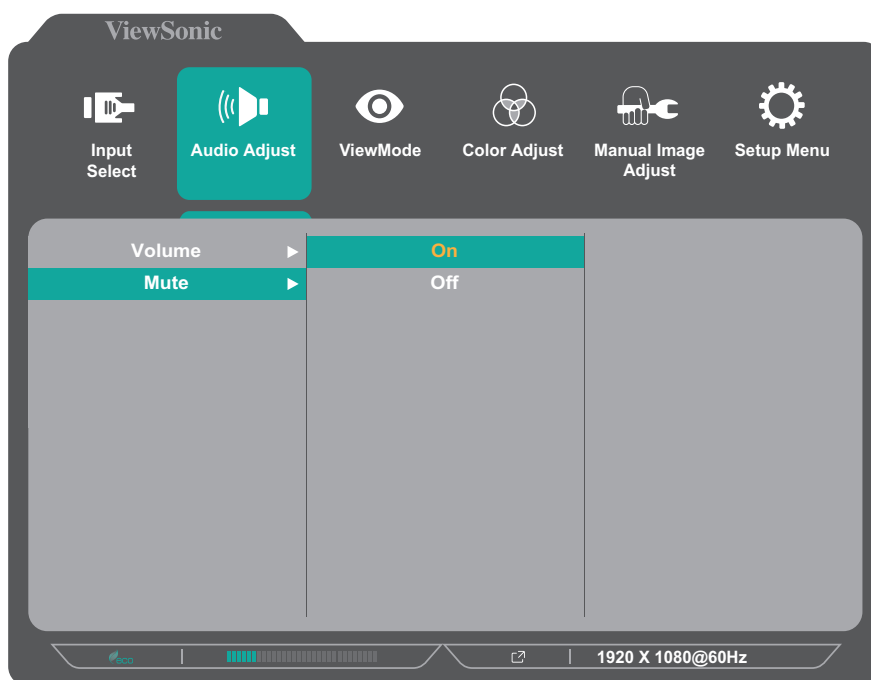 ViewSonic
Input
Select
Audio Adjust
ViewMode
Color Adjust
Manual Image
Adjust
Setup Menu
Volume
On
Mute
Off
eco
1920 X 1080@60Hz